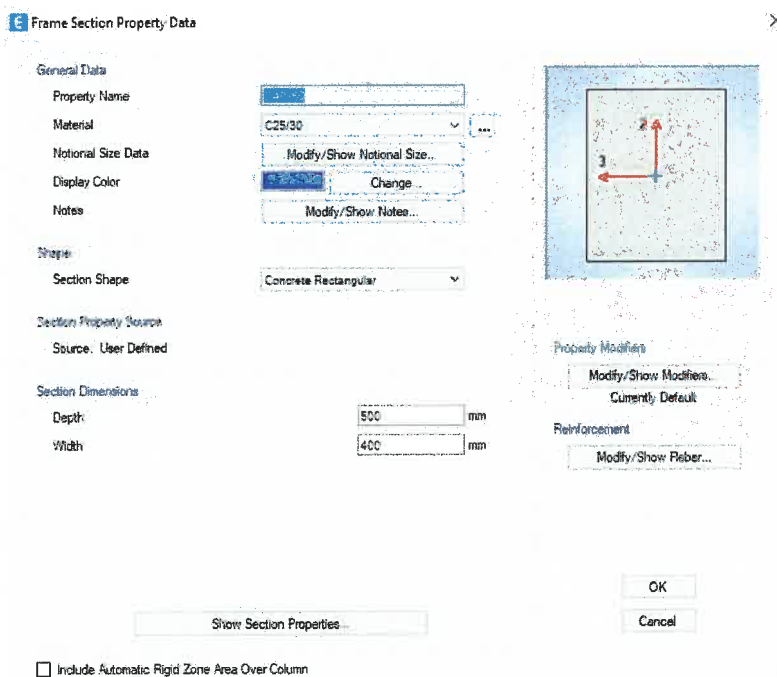 Frame Section Property Data
General Data
Property Name
Material C25/30 ...
Notional Size Data Modify/Show Notional Size...
Display Color Change...
Notes Modify/Show Notes...
Shape
Section Shape Concrete Rectangular
Section Property Source
Source: User Defined
Section Dimensions
Depth 500 mm
Width 400 mm
2
3
Property Modifiers
Modify/Show Modifiers...
Currently Default
Reinforcement
Modify/Show Rebar...
OK
Show Section Properties...
Cancel
Include Automatic Rigid Zone Area Over Column